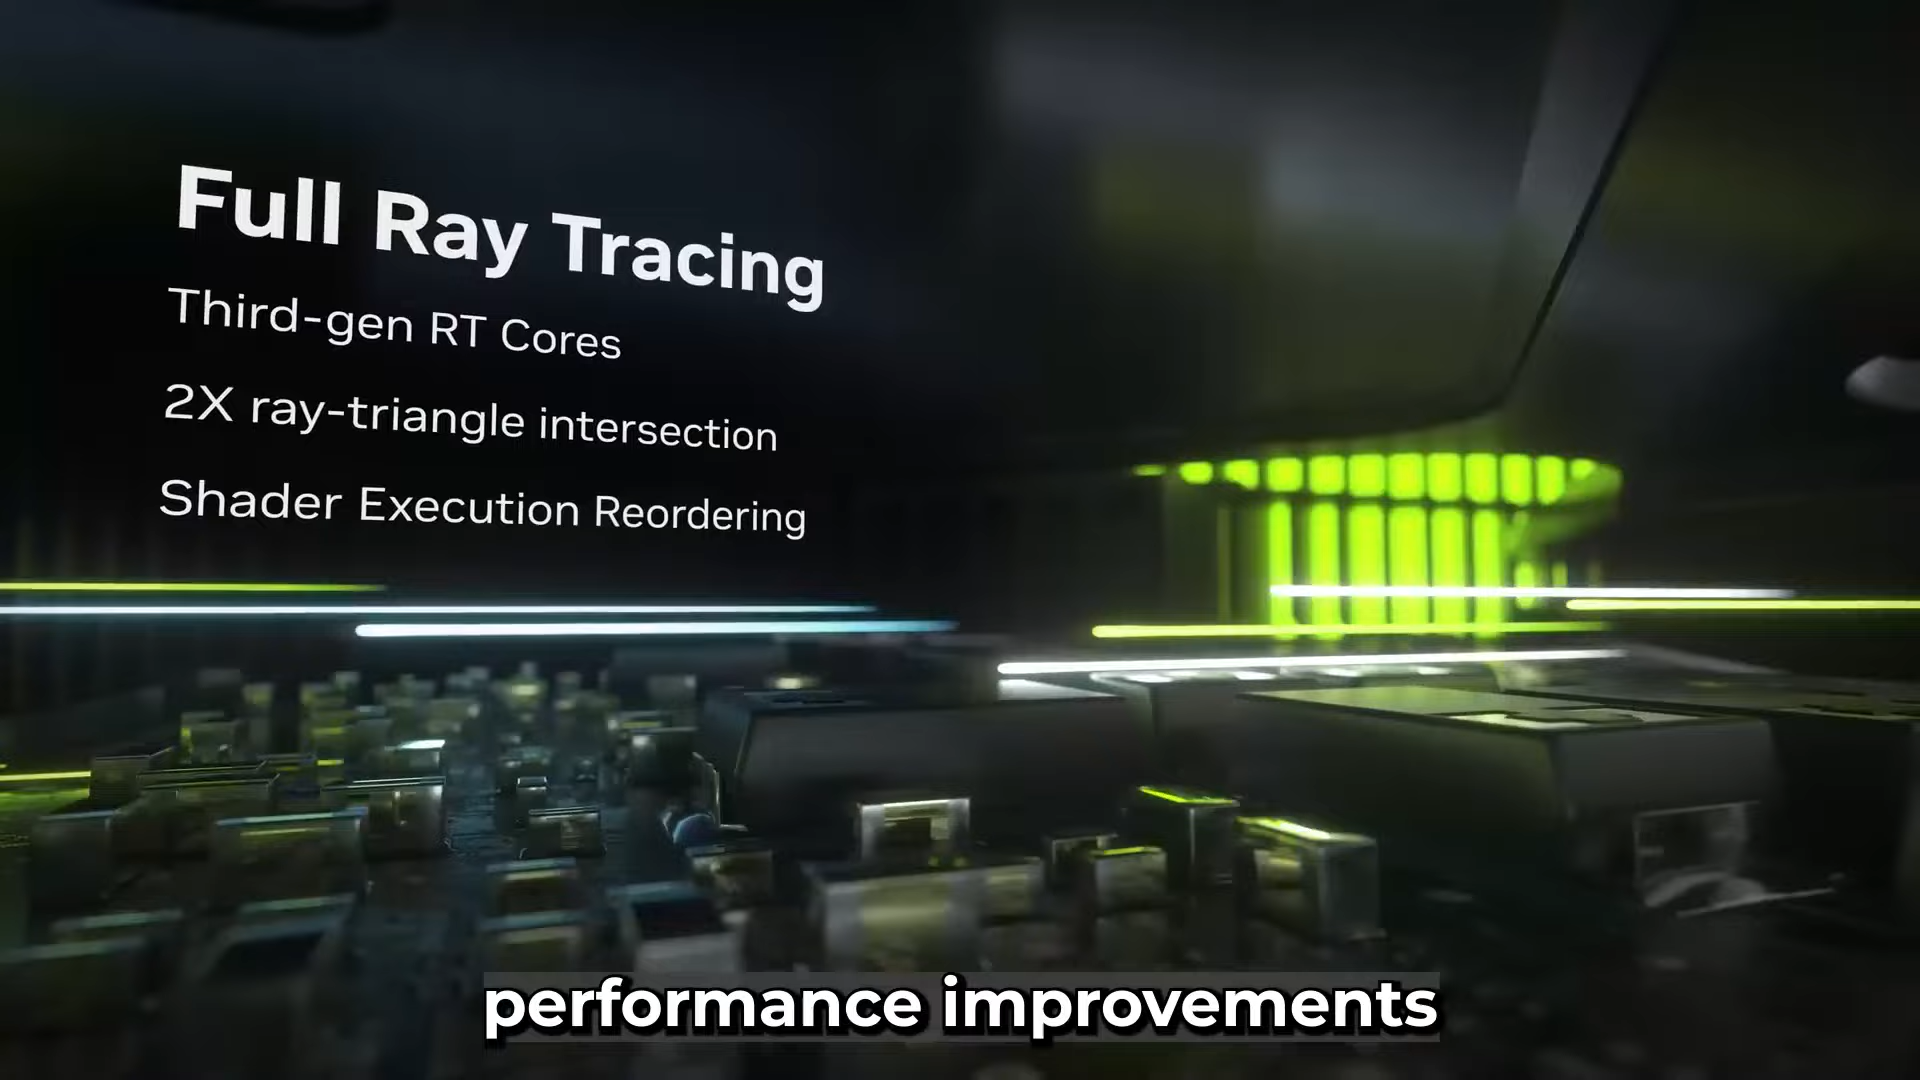 Full Ray Tracing
Third-gen RT Cores
2X ray-triangle intersection
Shader Execution Reordering
performance improvements